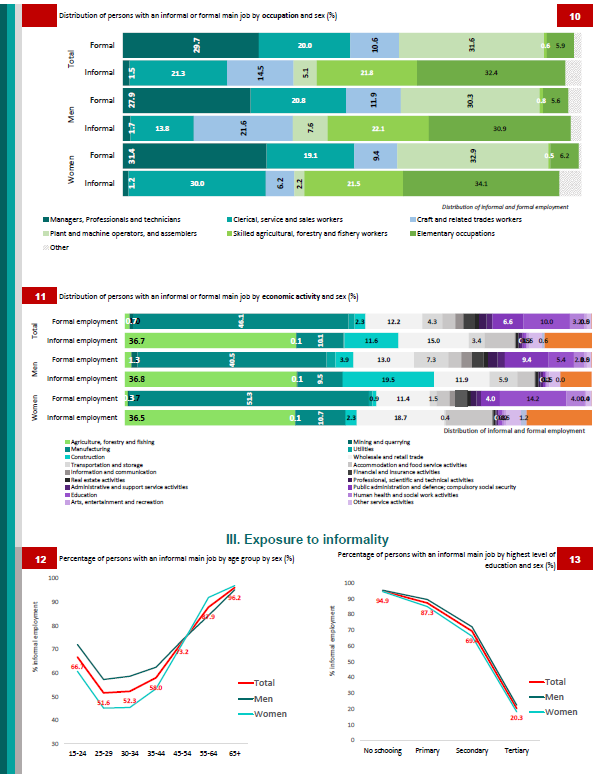 Distribution of persons with an informal or formal main job by occupation and sex (%)
10
Total
Formal 29.7 20.0 10.6 31.6 0.6 5.9
Informal 1.5 21.3 14.5 5.1 21.8 32.4
Men
Formal 27.9 20.8 11.9 30.3 0.8 5.6
Informal 1.7 13.8 21.6 7.6 22.1 30.9
Women
Formal 31.4 19.1 9.4 32.9 0.5 6.2
Informal 1.2 30.0 6.2 2.2 21.5 34.1
Distribution of informal and formal employment
Managers, Professionals and technicians
Clerical, service and sales workers
Craft and related trades workers
Plant and machine operators, and assemblers
Skilled agricultural, forestry and fishery workers
Elementary occupations
Other
11
Distribution of persons with an informal or formal main job by economic activity and sex (%)
Total
Formal employment 46.1 2.3 12.2 4.3 6.6 10.0
Informal employment 36.7 0.1 10.1 11.6 15.0 3.4 0.6
Men
Formal employment 40.5 3.9 13.0 7.3 9.4 5.4
Informal employment 36.8 0.1 9.5 19.5 11.9 5.9 0.0
Women
Formal employment 51.3 0.9 11.4 1.5 4.0 14.2
Informal employment 36.5 0.1 10.7 2.3 18.7 0.4 1.2
Distribution of informal and formal employment
Agriculture, forestry and fishing
Mining and quarrying
Manufacturing
Utilities
Construction
Wholesale and retail trade
Transportation and storage
Accommodation and food service activities
Information and communication
Financial and insurance activities
Real estate activities
Professional, scientific and technical activities
Administrative and support service activities
Public administration and defence; compulsory social security
Education
Human health and social work activities
Arts, entertainment and recreation
Other service activities
III. Exposure to informality
12
Percentage of persons with an informal main job by age group by sex (%)
% informal employment
100
90
80
70
60
50
40
30
66.7
51.6
52.3
58.0
73.2
87.9
96.2
15-24 25-29 30-34 35-44 45-54 55-64 65+
Total
Men
Women
Percentage of persons with an informal main job by highest level of
education and sex (%)
13
% informal employment
100
90
80
70
60
50
40
30
20
10
0
94.9
87.3
20.3
No schooing Primary Secondary Tertiary
Total
Men
Women